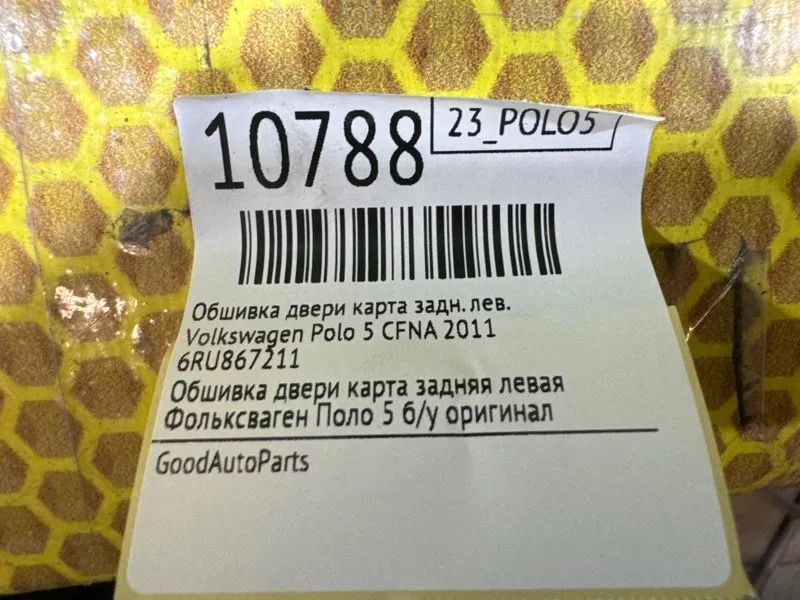 10788
23_POLO5
Обшивка двери карта задн. лев.
Volkswagen Polo 5 CFNA 2011
6RU867211
Обшивка двери карта задняя левая
Фольксваген Поло 5 б/у оригинал
GoodAutoParts